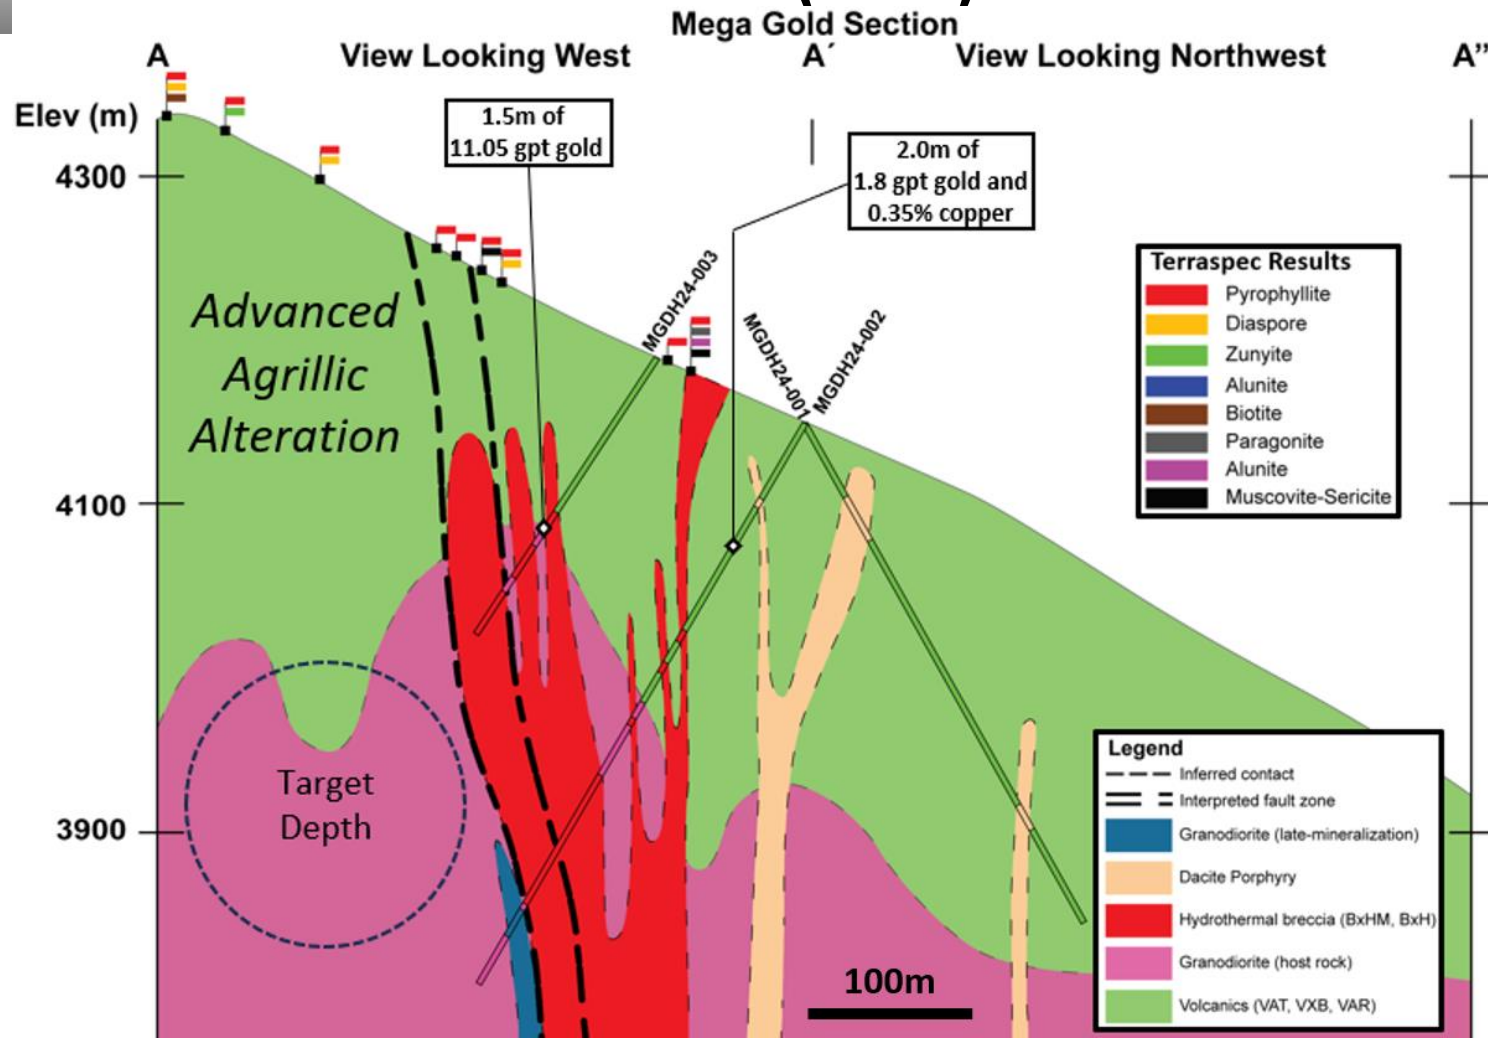 Mega Gold Section
A View Looking West A´ View Looking Northwest A”
Elev (m)
4300
4100
3900
1.5m of
11.05 gpt gold
2.0m of
1.8 gpt gold and
0.35% copper
MGDH24-003
MGDH24-001
MGDH24-002
Advanced
Agrillic
Alteration
Target
Depth
100m
Terraspec Results
Pyrophyllite
Diaspore
Zunyite
Alunite
Biotite
Paragonite
Alunite
Muscovite-Sericite
Legend
Inferred contact
Interpreted fault zone
Granodiorite (late-mineralization)
Dacite Porphyry
Hydrothermal breccia (BxHM, BxH)
Granodiorite (host rock)
Volcanics (VAT, VXB, VAR)